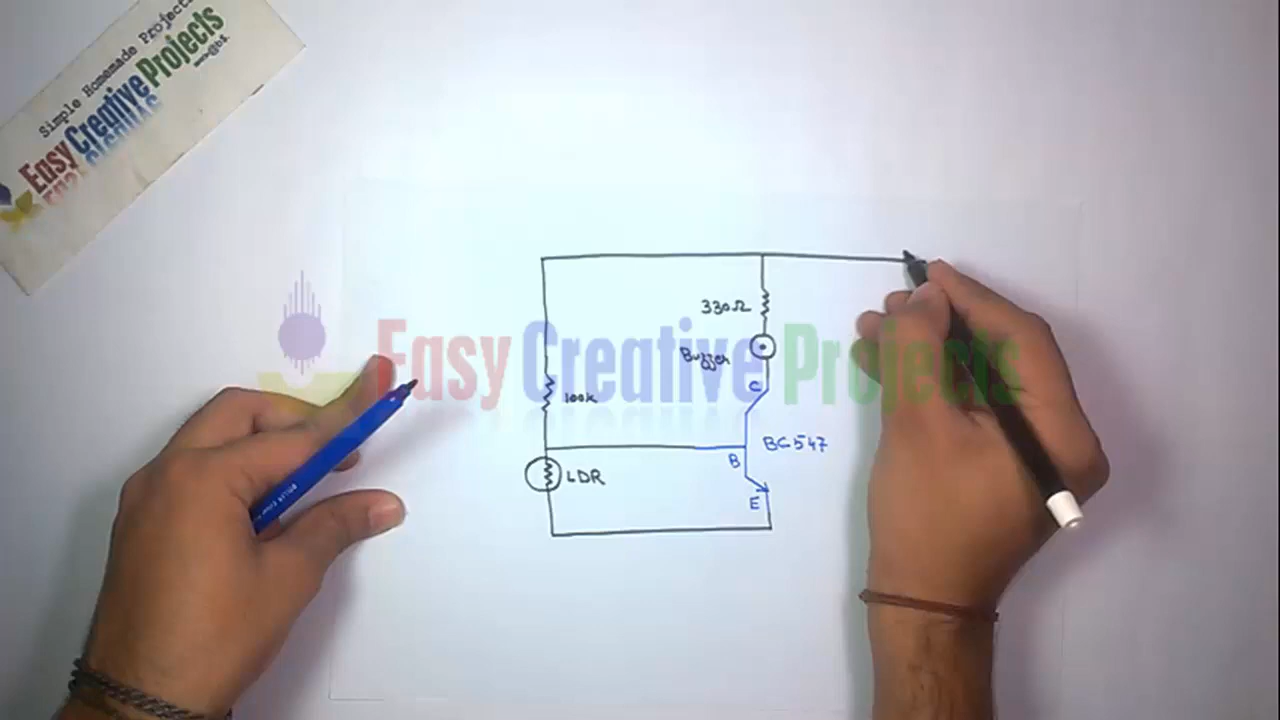 Simple Homemade Projects
Easy Creative Projects
330Ω
Buzzer
Easy Creative Projects
C
100k
BC547
B
LDR
E